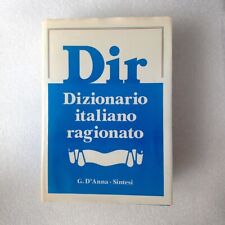 Dir
Dizionario
italiano
ragionato
G. D'Anna - Sintesi